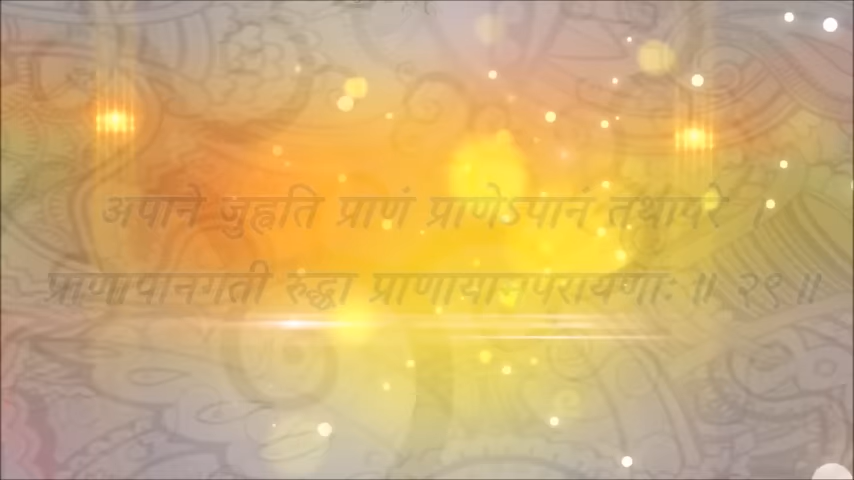 अपाने जुह्वति प्राणं प्राणेऽपानं तथापरे
प्राणापानगती रुद्ध्वा प्राणायामपरायणाः ॥ २९ ॥